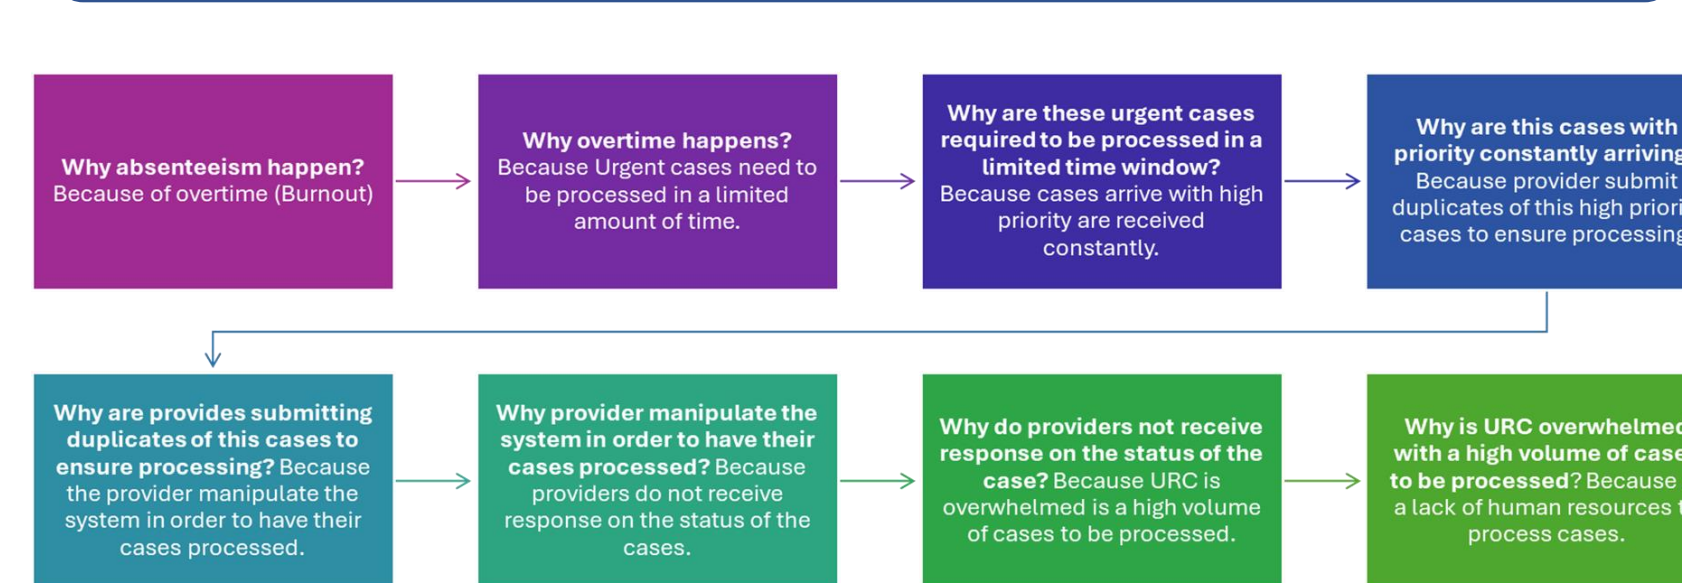 Why absenteeism happen?
Because of overtime (Burnout)
Why overtime happens?
Because Urgent cases need to
be processed in a limited
amount of time.
Why are these urgent cases
required to be processed in a
limited time window?
Because cases arrive with high
priority are received
constantly.
Why are this cases with
priority constantly arriving
Because provider submit
duplicates of this high
cases to ensure processing
Why are provides submitting
duplicates of this cases to
ensure processing? Because
the provider manipulate the
system in order to have their
cases processed.
Why provider manipulate the
system in order to have their
cases processed? Because
providers do not receive
response on the status of the
cases.
Why do providers not receive
response on the status of the
case? Because URC is
overwhelmed is a high volume
of cases to be processed.
Why is URC overwhelmed
with a high volume of
to be processed? Because
a lack of human resources
process cases.